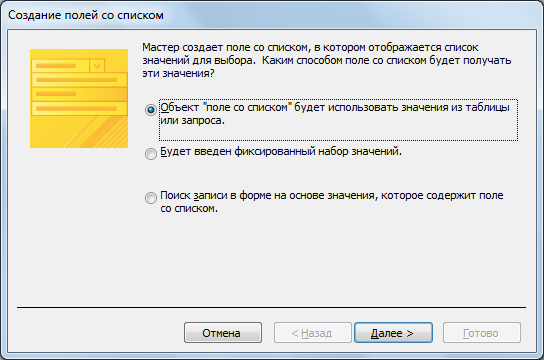 Создание полей со списком
Мастер создает поле со списком, в котором отображается список
значений для выбора. Каким способом поле со списком будет получать
эти значения?
Объект "поле со списком" будет использовать значения из таблицы
или запроса.
Будет введен фиксированный набор значений.
Поиск записи в форме на основе значения, которое содержит поле
со списком.
Отмена
< Назад
Далее >
Готово